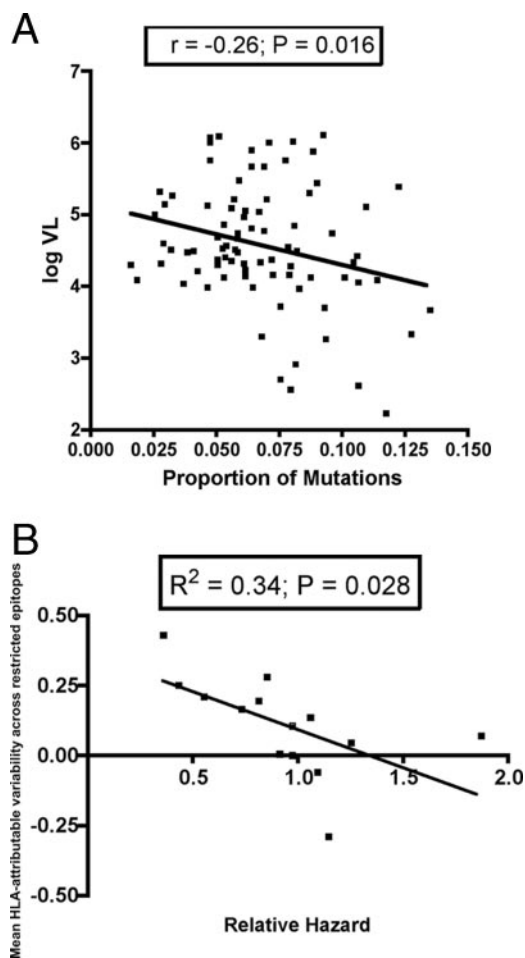 A
r = -0.26; P = 0.016
7
6
5
4
3
2
log VL
0.000 0.025 0.050 0.075 0.100 0.125 0.150
Proportion of Mutations
B
R² = 0.34; P = 0.028
Mean HLA-attributable variability across restricted epitopes
0.50
0.25
0.00
-0.25
-0.50
0.5 1.0 1.5 2.0
Relative Hazard